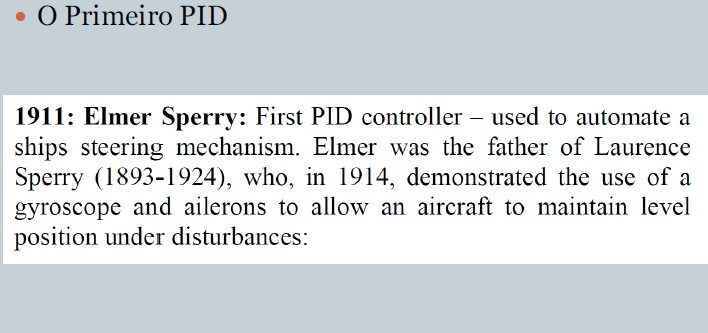 • O Primeiro PID
1911: Elmer Sperry: First PID controller – used to automate a
ships steering mechanism. Elmer was the father of Laurence
Sperry (1893-1924), who, in 1914, demonstrated the use of a
gyroscope and ailerons to allow an aircraft to maintain level
position under disturbances: